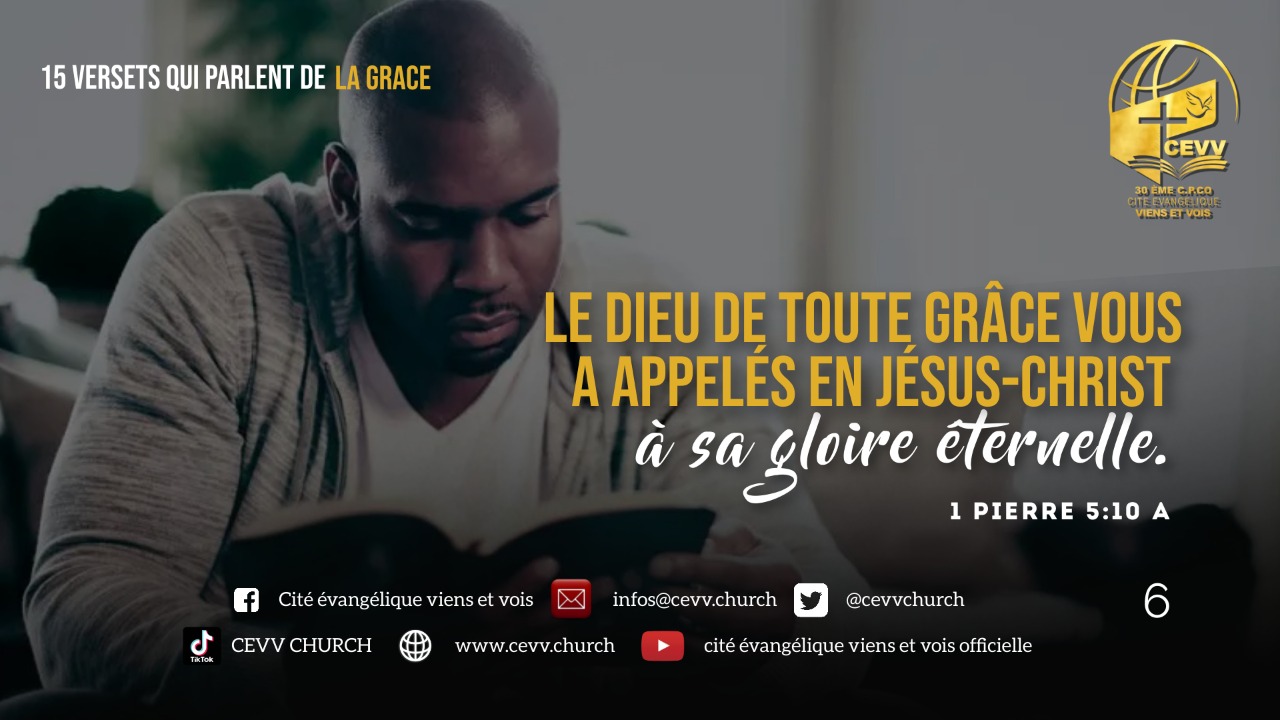 15 VERSETS QUI PARLENT DE LA GRACE
CEVV
30 ÈME C.P.CO
CITÉ ÉVANGÉLIQUE
VIENS ET VOIS
LE DIEU DE TOUTE GRÂCE VOUS
A APPELÉS EN JÉSUS-CHRIST
à sa gloire éternelle.
1 PIERRE 5:10 A
Cité évangélique viens et vois infos@cevv.church @cevvchurch
6
TikTok CEVV CHURCH www.cevv.church cité évangélique viens et vois officielle